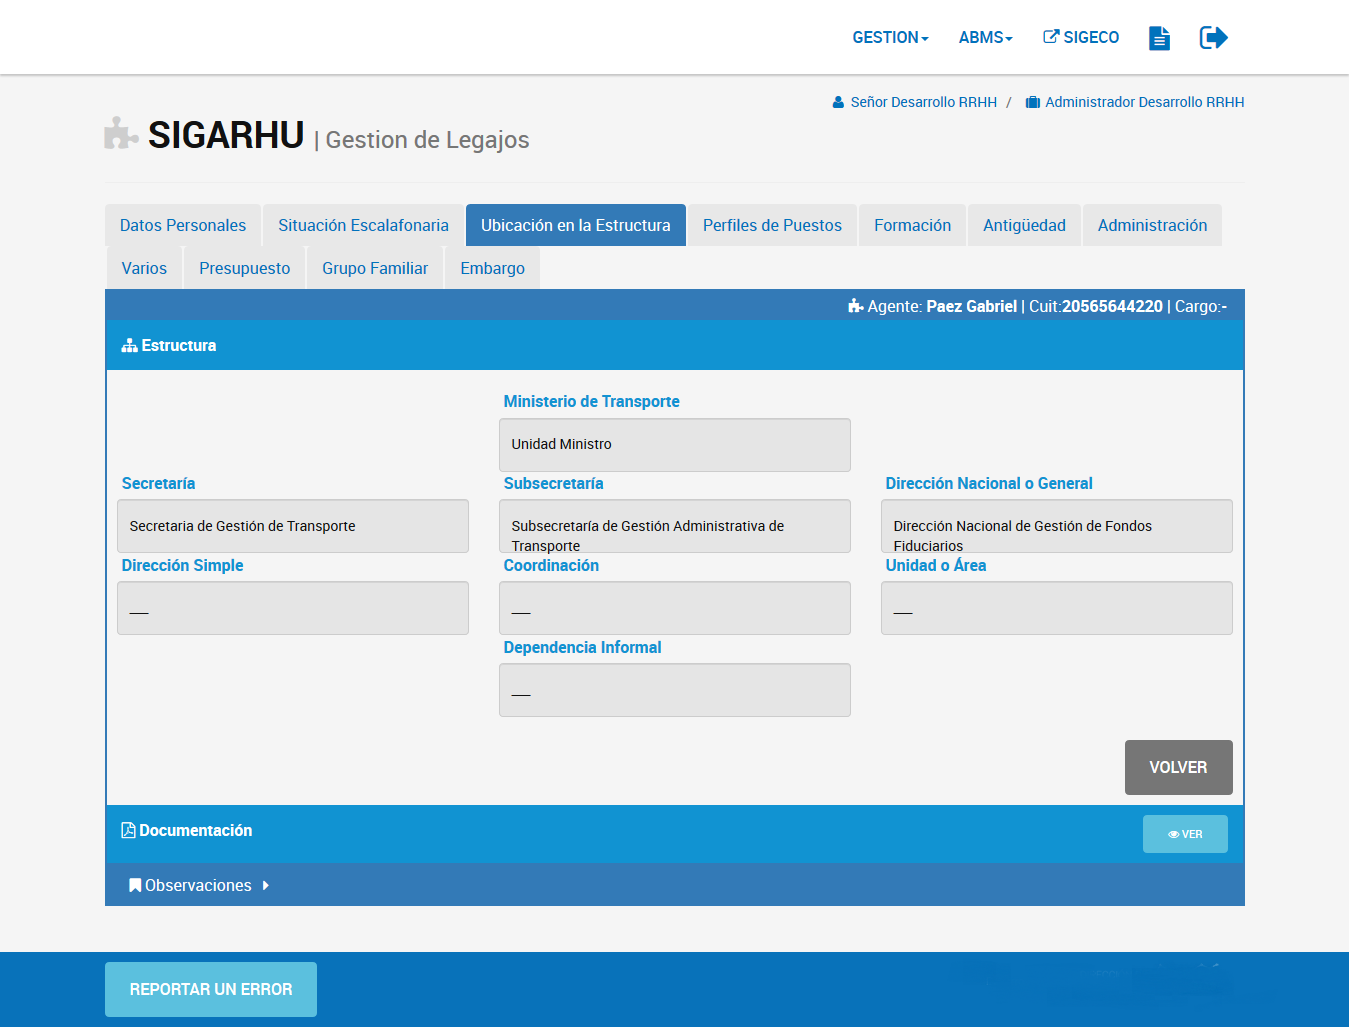 GESTION ABMS SIGECO
Señor Desarrollo RRHH / Administrador Desarrollo RRHH
SIGARHU | Gestion de Legajos
Datos Personales Situación Escalafonaria Ubicación en la Estructura Perfiles de Puestos Formación Antigüedad Administración
Varios Presupuesto Grupo Familiar Embargo
Agente: Paez Gabriel | Cuit:20565644220 | Cargo:-
Estructura
Ministerio de Transporte
Unidad Ministro
Secretaría Subsecretaría Dirección Nacional o General
Secretaria de Gestión de Transporte
Subsecretaría de Gestión Administrativa de
Transporte
Dirección Nacional de Gestión de Fondos
Fiduciarios
Dirección Simple Coordinación Unidad o Área
___ ___ ___
Dependencia Informal
___
VOLVER
Documentación VER
Observaciones
REPORTAR UN ERROR